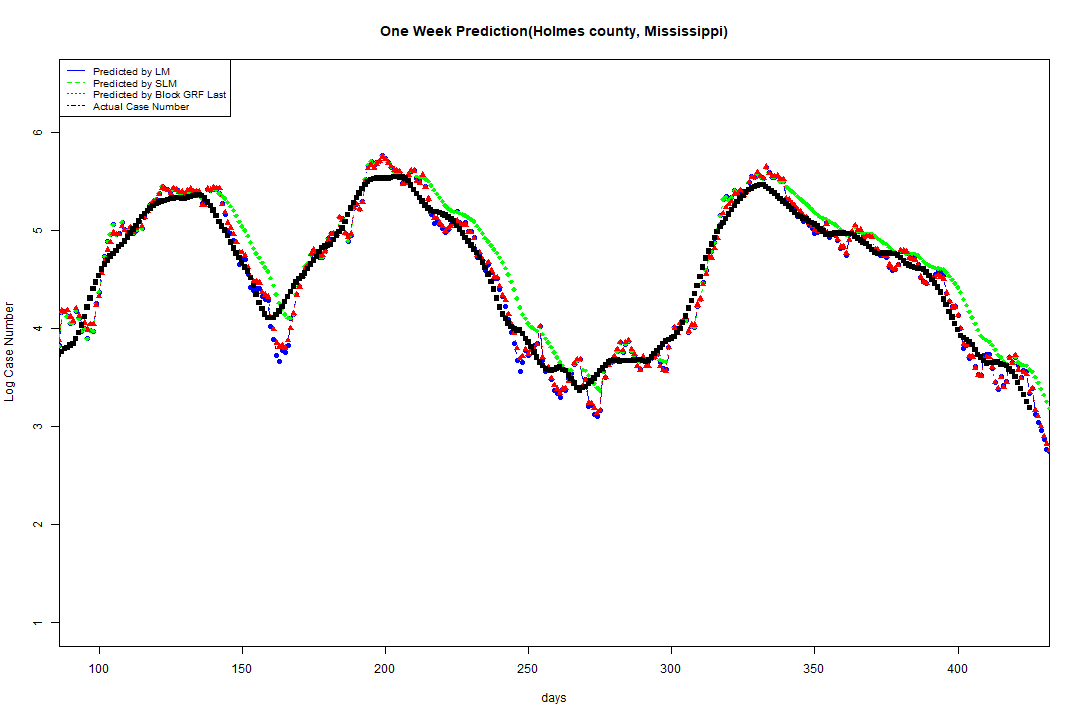 One Week Prediction(Holmes county, Mississippi)
Predicted by LM
Predicted by SLM
Predicted by Block GRF Last
Actual Case Number
Log Case Number
6
5
4
3
2
1
100 150 200 250 300 350 400
days